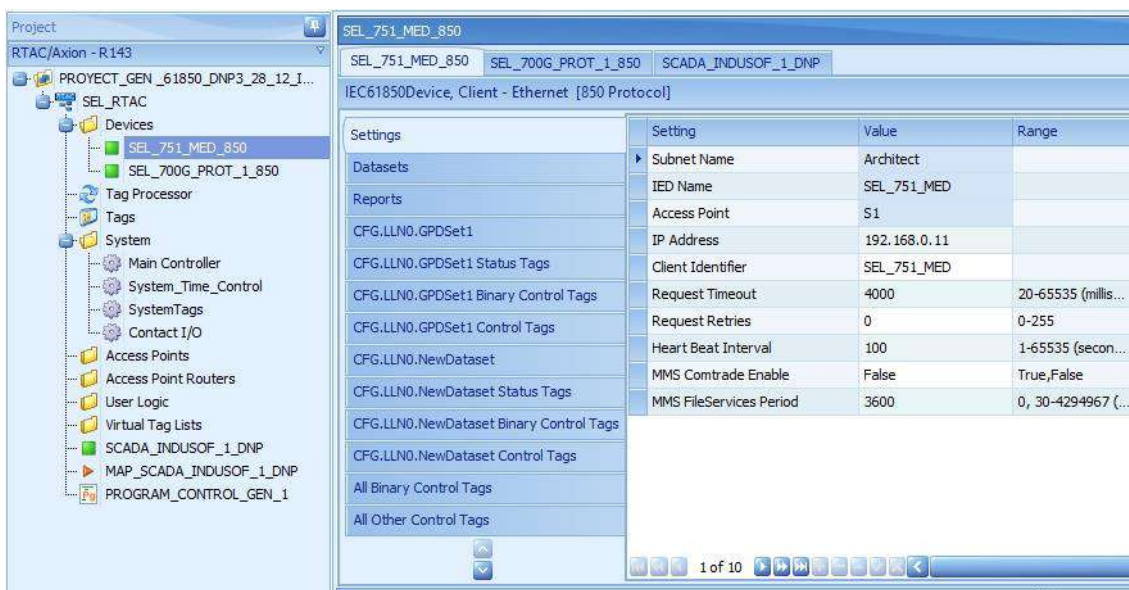 Project
RTAC/Axion - R143
PROYECT_GEN _61850_DNP3_28_12_I...
SEL_RTAC
Devices
SEL_751_MED_850
SEL_700G_PROT_1_850
Tag Processor
Tags
System
Main Controller
System_Time_Control
SystemTags
Contact I/O
Access Points
Access Point Routers
User Logic
Virtual Tag Lists
SCADA_INDUSOF_1_DNP
MAP_SCADA_INDUSOF_1_DNP
PROGRAM_CONTROL_GEN_1
SEL_751_MED_850
SEL_751_MED_850 SEL_700G_PROT_1_850 SCADA_INDUSOF_1_DNP
IEC61850Device, Client - Ethernet [850 Protocol]
Settings
Datasets
Reports
CFG.LLN0.GPDSet1
CFG.LLN0.GPDSet1 Status Tags
CFG.LLN0.GPDSet1 Binary Control Tags
CFG.LLN0.GPDSet1 Control Tags
CFG.LLN0.NewDataset
CFG.LLN0.NewDataset Status Tags
CFG.LLN0.NewDataset Binary Control Tags
CFG.LLN0.NewDataset Control Tags
All Binary Control Tags
All Other Control Tags
Setting Value Range
Subnet Name Architect
IED Name SEL_751_MED
Access Point S1
IP Address 192.168.0.11
Client Identifier SEL_751_MED
Request Timeout 4000 20-65535 (millis...
Request Retries 0 0-255
Heart Beat Interval 100 1-65535 (secon...
MMS Comtrade Enable False True,False
MMS FileServices Period 3600 0, 30-4294967 (...
1 of 10